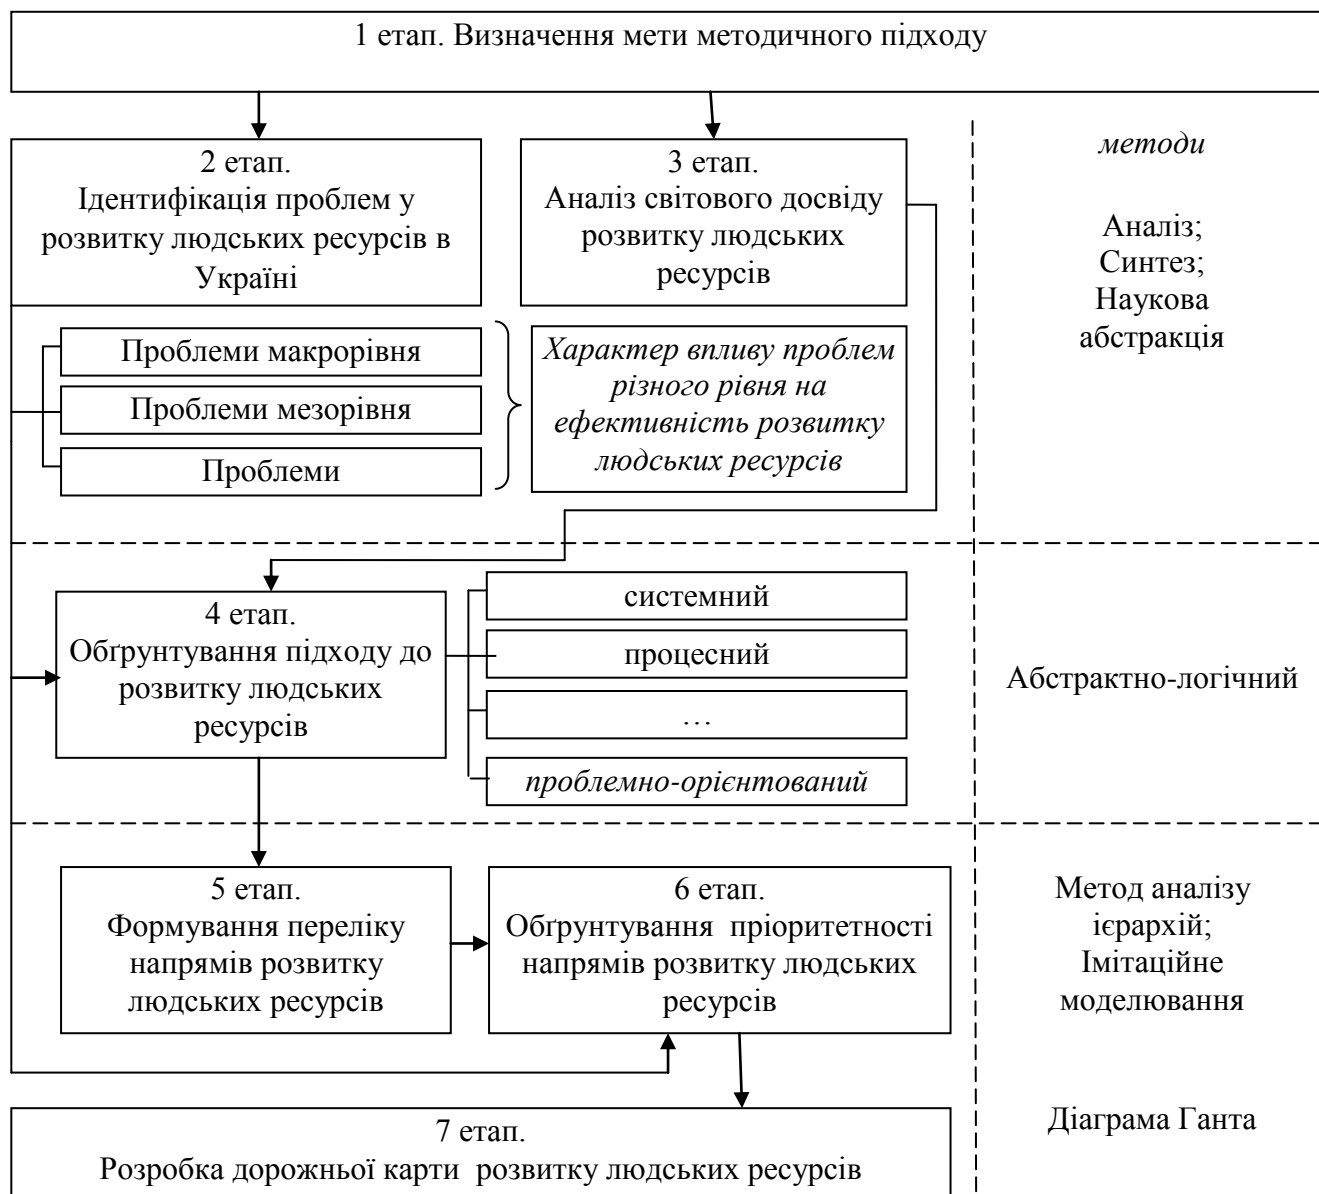 1 етап. Визначення мети методичного підходу
2 етап.
Ідентифікація проблем у
розвитку людських ресурсів в
Україні
3 етап.
Аналіз світового досвіду
розвитку людських
ресурсів
методи
Аналіз;
Синтез;
Наукова
абстракція
Проблеми макрорівня
Проблеми мезорівня
Проблеми
Характер впливу проблем
різного рівня на
ефективність розвитку
людських ресурсів
4 етап.
Обґрунтування підходу до
розвитку людських
ресурсів
системний
процесний
…
проблемно-орієнтований
Абстрактно-логічний
5 етап.
Формування переліку
напрямів розвитку
людських ресурсів
6 етап.
Обґрунтування пріоритетності
напрямів розвитку людських
ресурсів
Метод аналізу
ієрархій;
Імітаційне
моделювання
7 етап.
Розробка дорожньої карти розвитку людських ресурсів
Діаграма Ганта